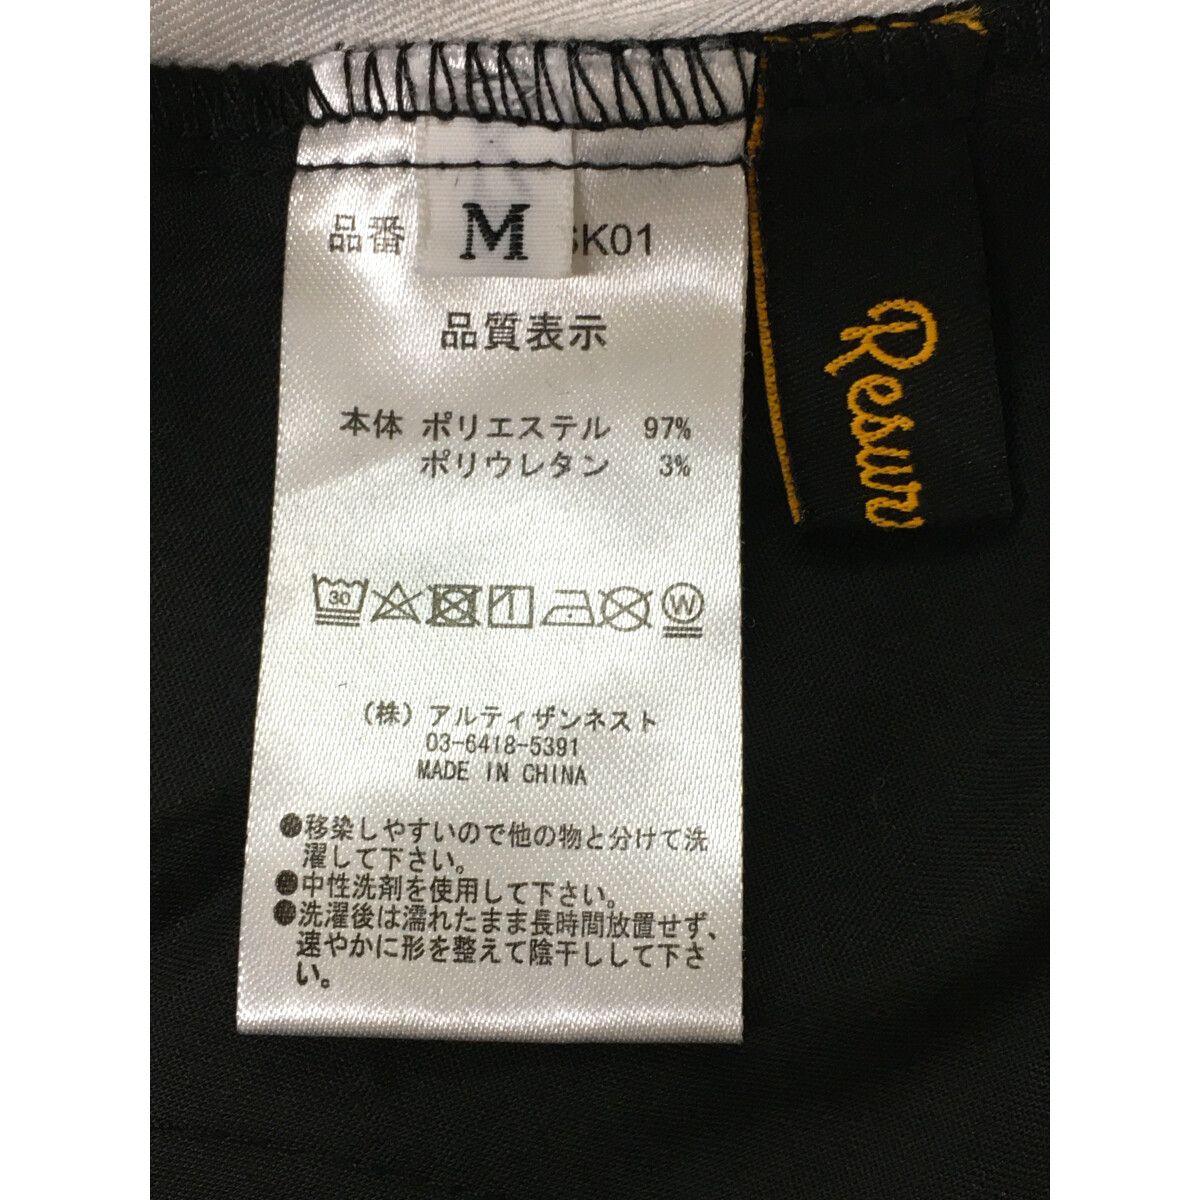 品番 M K01
品質表示
本体 ポリエステル 97%
ポリウレタン 3%
30 1 W
(株) アルティザンネスト
03-6418-5391
MADE IN CHINA
●移染しやすいので他の物と分けて洗
濯して下さい。
●中性洗剤を使用して下さい。
●洗濯後は濡れたまま長時間放置せず、
速やかに形を整えて陰干しして下さ
い。